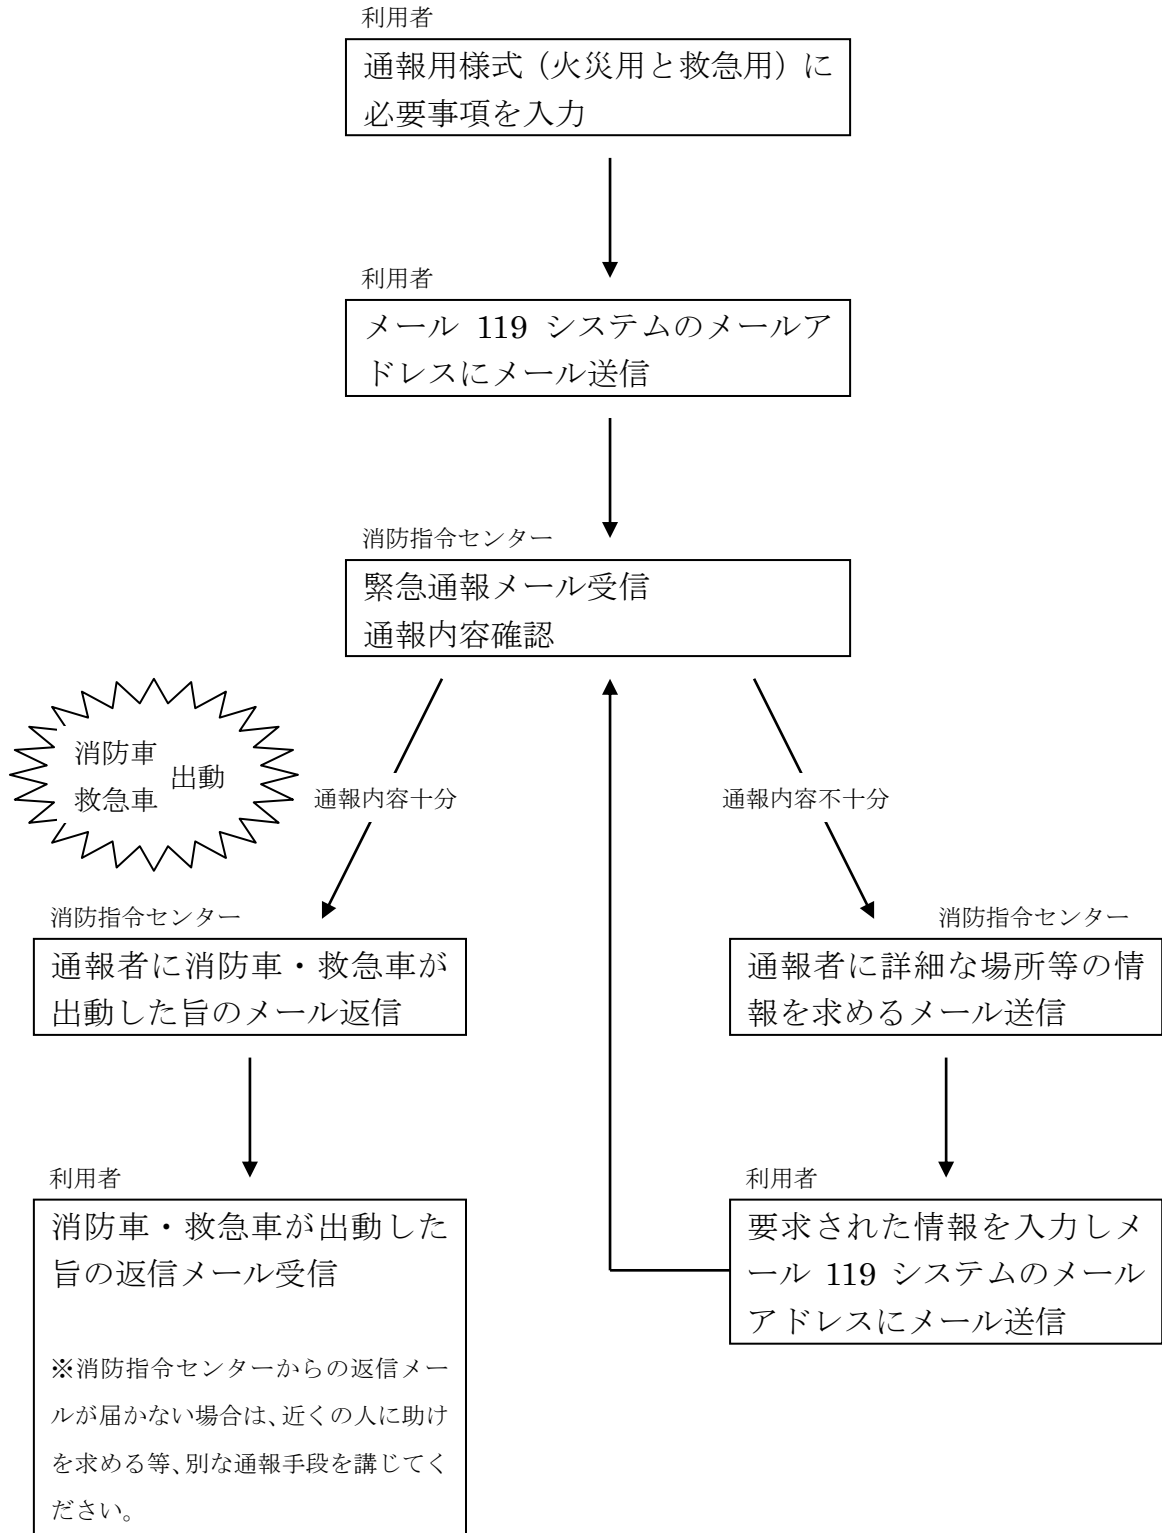 利用者
通報用様式（火災用と救急用）に
必要事項を入力
利用者
メール 119 システムのメールア
ドレスにメール送信
消防指令センター
緊急通報メール受信
通報内容確認
消防車
救急車
出動
通報内容十分
通報内容不十分
消防指令センター
通報者に消防車・救急車が
出動した旨のメール返信
消防指令センター
通報者に詳細な場所等の情
報を求めるメール送信
利用者
消防車・救急車が出動した
旨の返信メール受信
※消防指令センターからの返信メー
ルが届かない場合は、近くの人に助け
を求める等、別な通報手段を講じてく
ださい。
利用者
要求された情報を入力しメ
ール 119 システムのメール
アドレスにメール送信